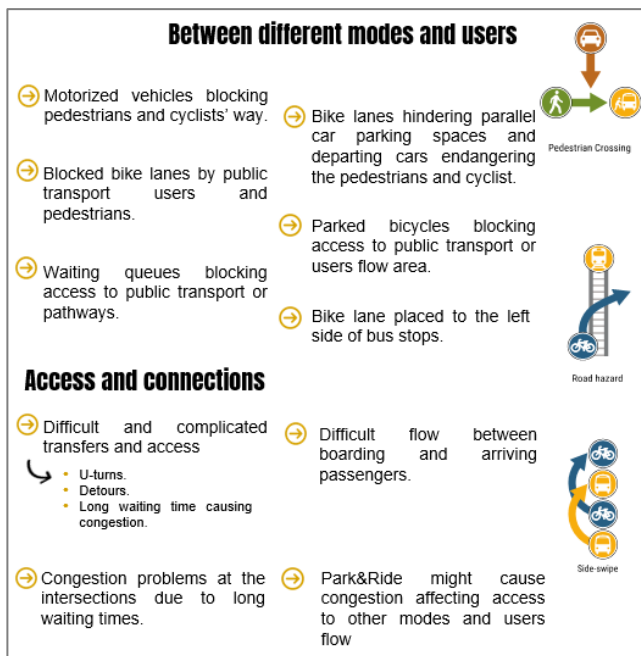 Between different modes and users
Motorized vehicles blocking
pedestrians and cyclists' way.
Blocked bike lanes by public
transport users and
pedestrians.
Waiting queues blocking
access to public transport or
pathways.
Bike lanes hindering parallel
car parking spaces and
departing cars endangering
the pedestrians and cyclist.
Parked bicycles blocking
access to public transport or
users flow area.
Bike lane placed to the left
side of bus stops.
Pedestrian Crossing
Road hazard
Access and connections
Difficult and complicated
transfers and access
• U-turns.
• Detours.
• Long waiting time causing
congestion.
Congestion problems at the
intersections due to long
waiting times.
Difficult flow between
boarding and arriving
passengers.
Park&Ride might cause
congestion affecting access
to other modes and users
flow
Side-swipe